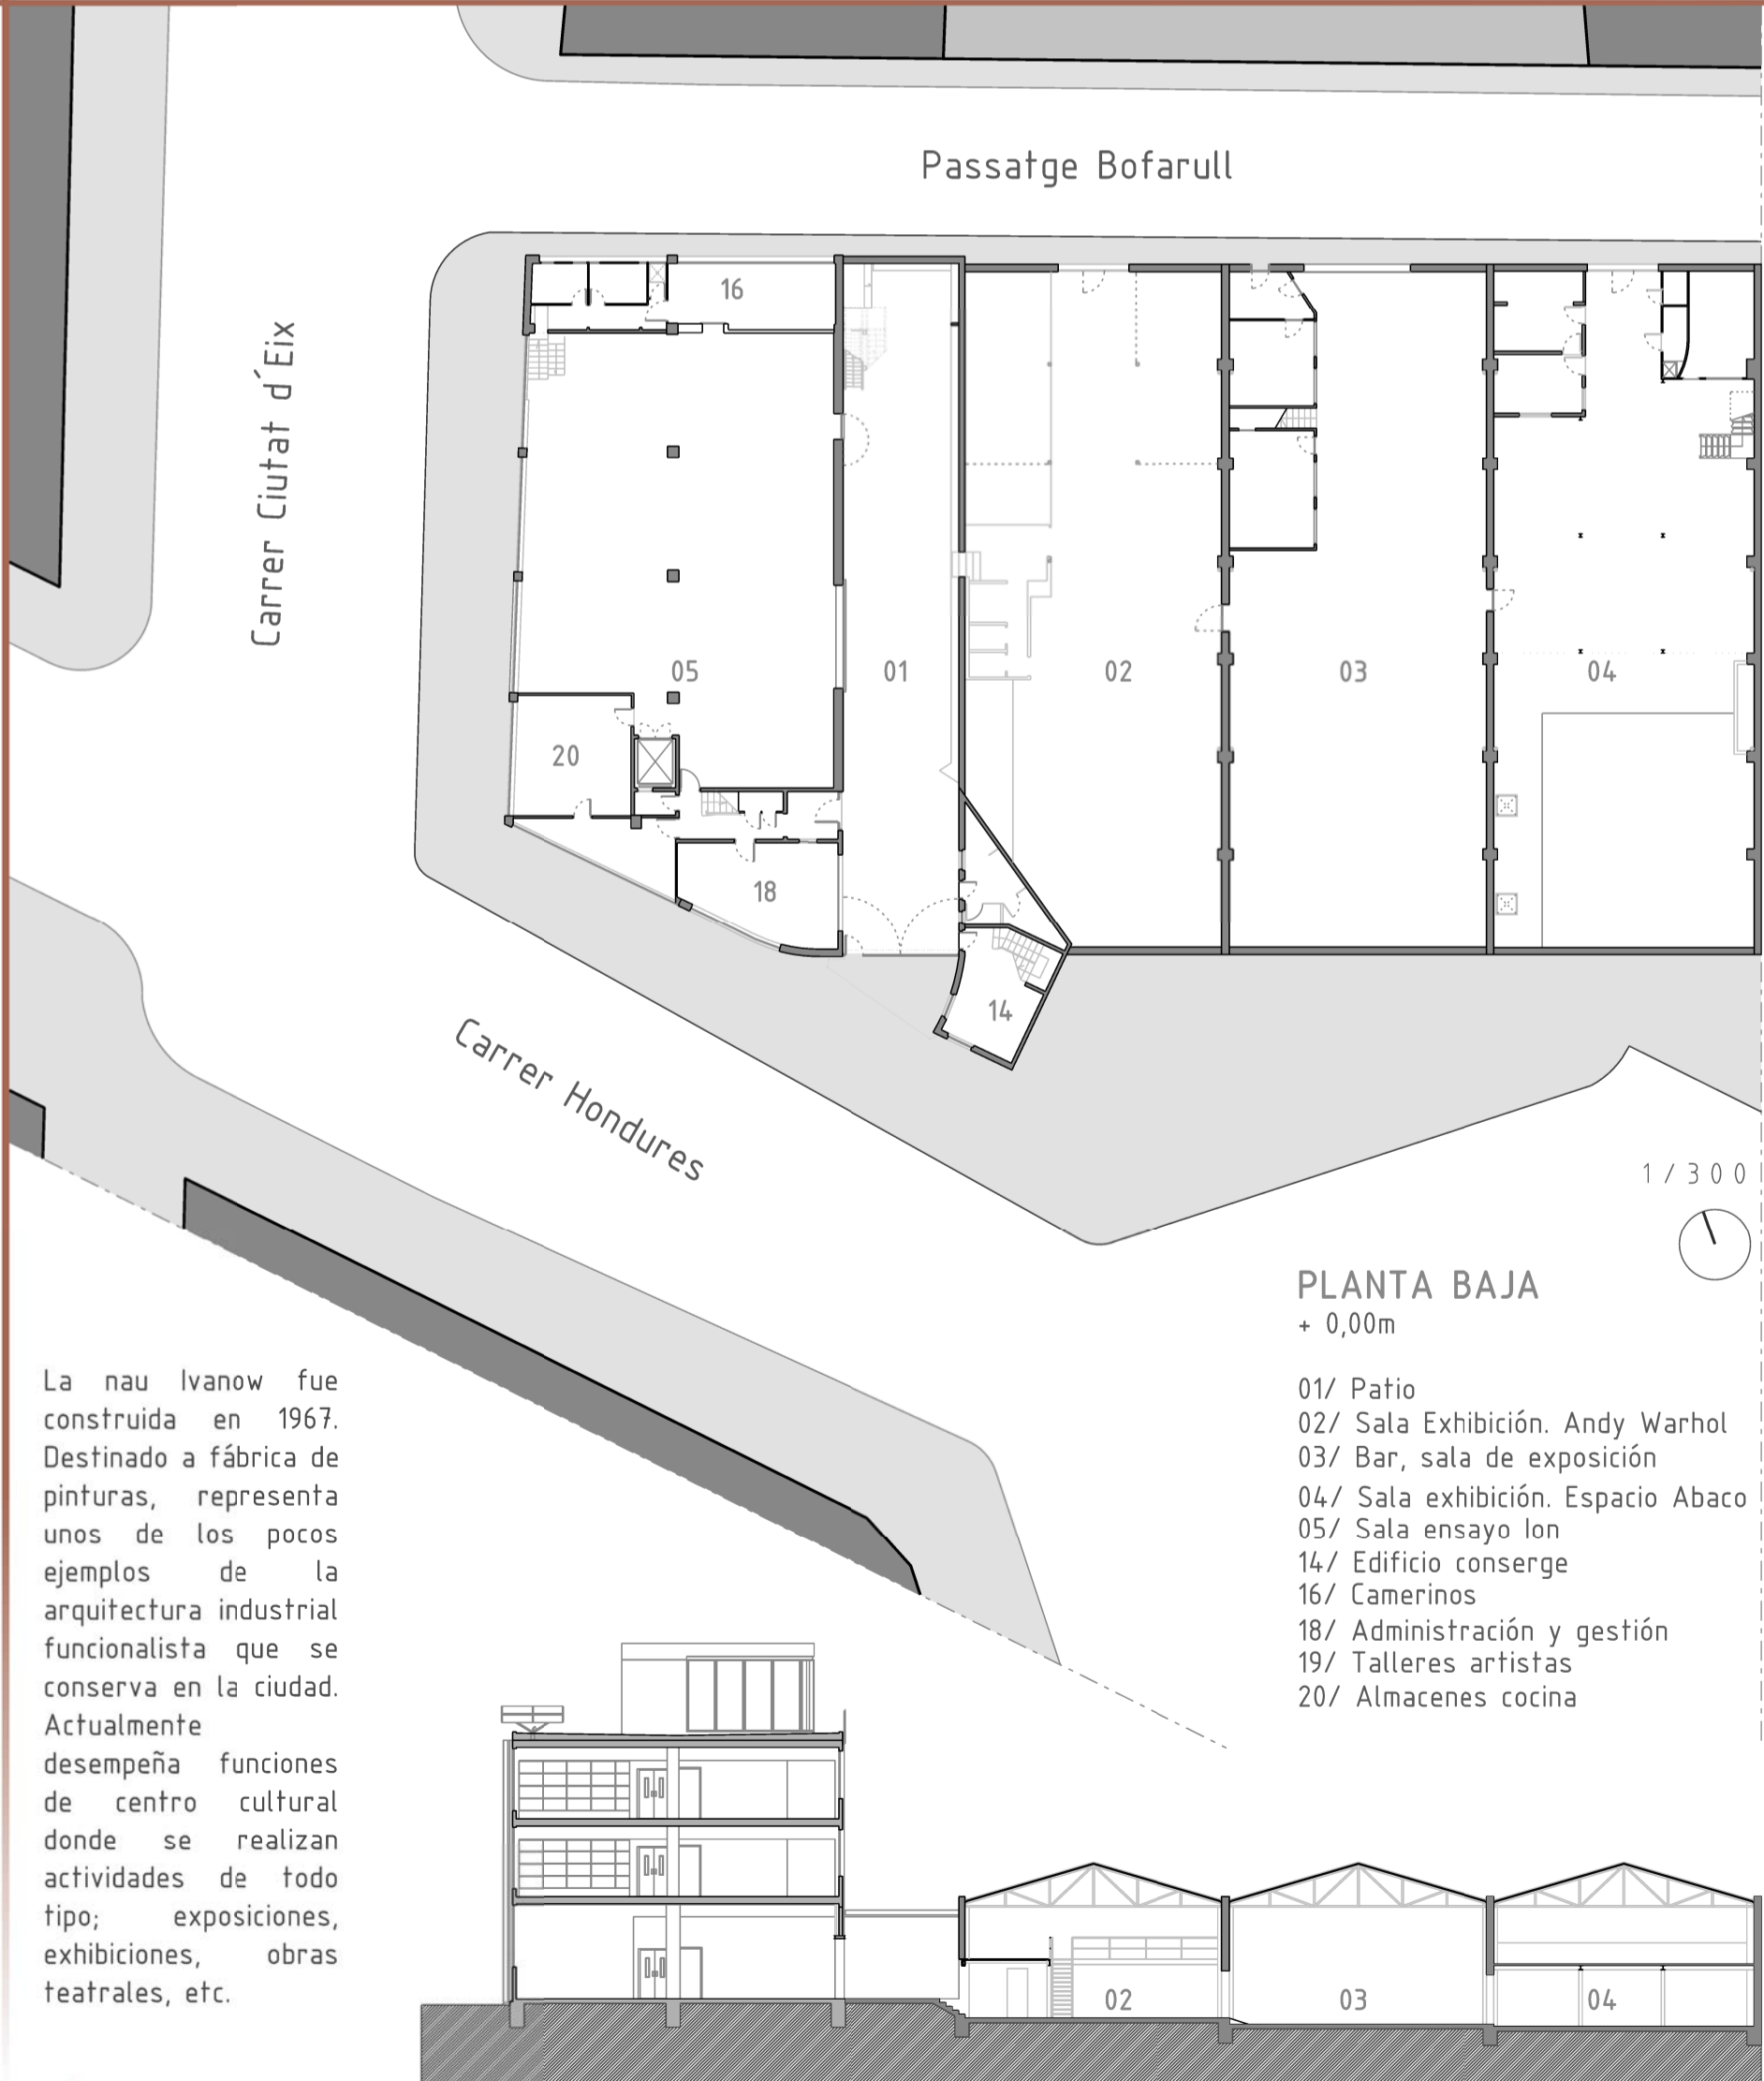 Passatge Bofarull
Carrer Ciutat d´Eix
16
05
01
02
03
04
20
18
14
Carrer Hondures
1/300
PLANTA BAJA
+ 0,00m
01/ Patio
02/ Sala Exhibición. Andy Warhol
03/ Bar, sala de exposición
04/ Sala exhibición. Espacio Abaco
05/ Sala ensayo Ion
14/ Edificio conserge
16/ Camerinos
18/ Administración y gestión
19/ Talleres artistas
20/ Almacenes cocina
La nau Ivanow fue
construida en 1967.
Destinado a fábrica de
pinturas, representa
unos de los pocos
ejemplos de la
arquitectura industrial
funcionalista que se
conserva en la ciudad.
Actualmente
desempeña funciones
de centro cultural
donde se realizan
actividades de todo
tipo; exposiciones,
exhibiciones, obras
teatrales, etc.
02
03
04